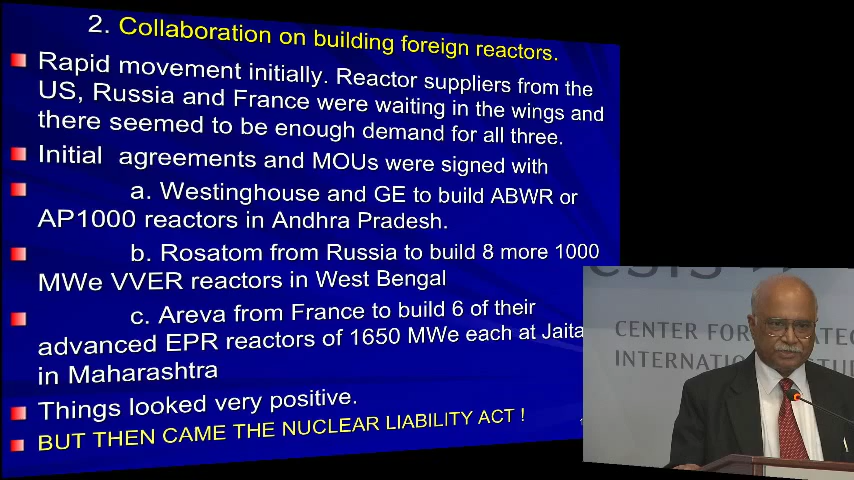 2. Collaboration on building foreign reactors.
Rapid movement initially. Reactor suppliers from the
US, Russia and France were waiting in the wings and
there seemed to be enough demand for all three.
Initial agreements and MOUs were signed with
a. Westinghouse and GE to build ABWR or
AP1000 reactors in Andhra Pradesh.
b. Rosatom from Russia to build 8 more 1000
MWe VVER reactors in West Bengal
c. Areva from France to build 6 of their
advanced EPR reactors of 1650 MWe each at Jaita
in Maharashtra
Things looked very positive.
BUT THEN CAME THE NUCLEAR LIABILITY ACT !
CSIS
CENTER FOR
INTERNATIONAL